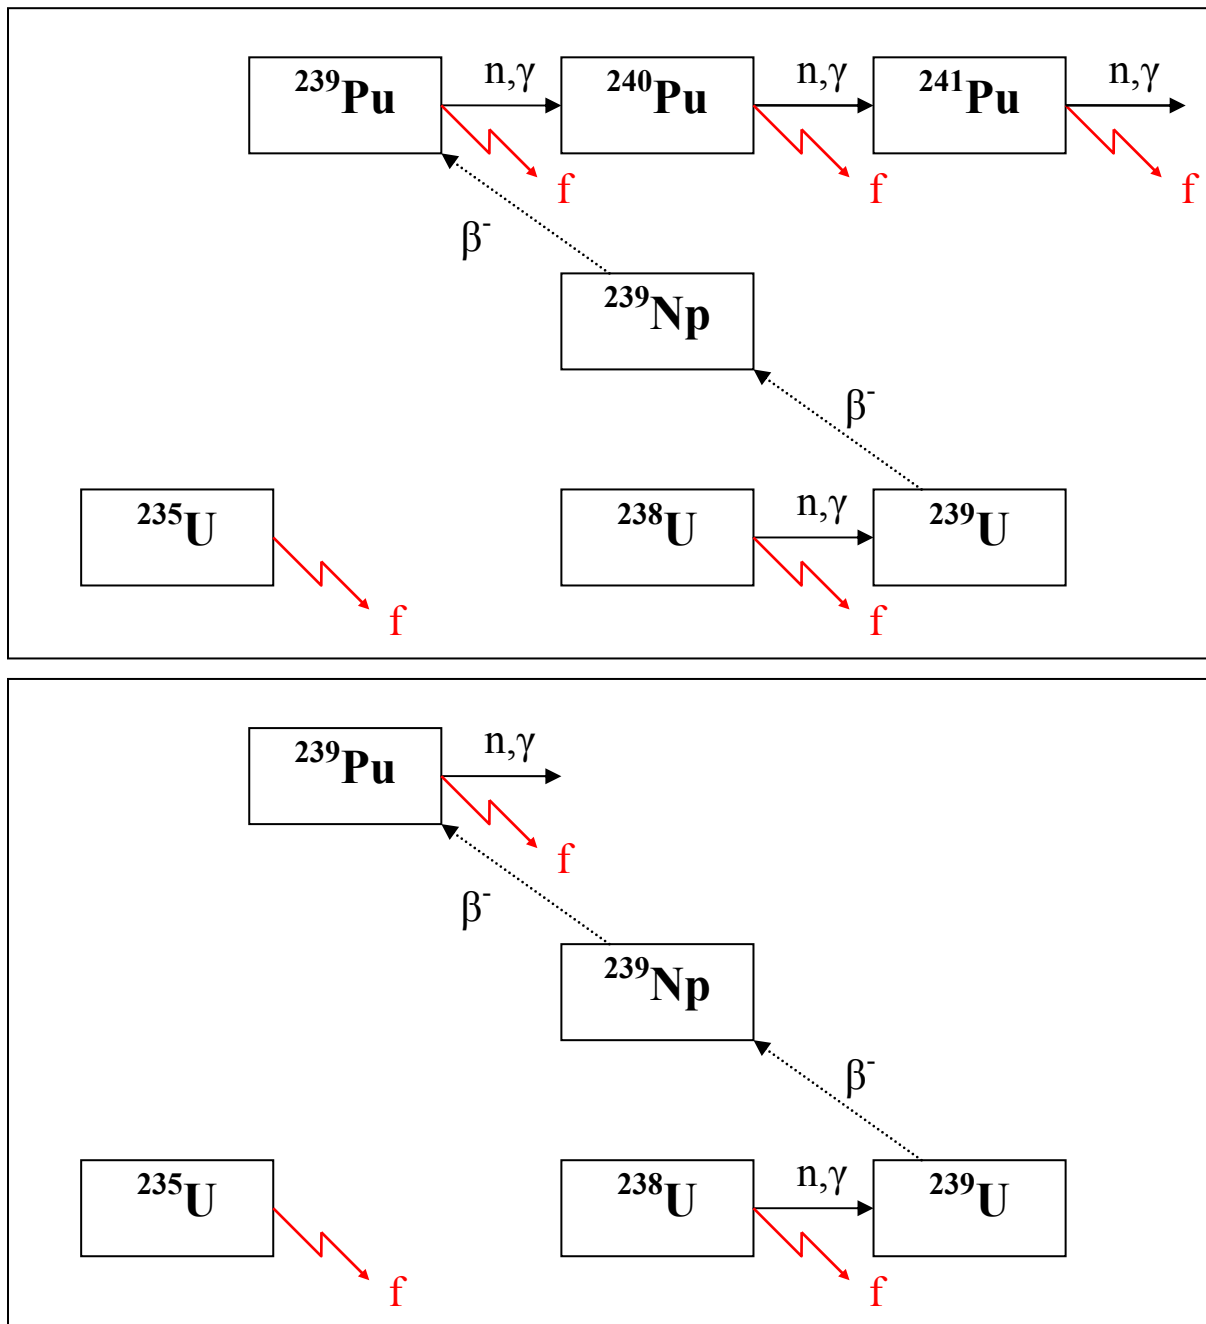 ²³⁹Pu n,γ ²⁴⁰Pu n,γ ²⁴¹Pu n,γ
f f f
β⁻
²³⁹Np
β⁻
²³⁵U ²³⁸U n,γ ²³⁹U
f f
²³⁹Pu n,γ
f
β⁻
²³⁹Np
β⁻
²³⁵U ²³⁸U n,γ ²³⁹U
f f